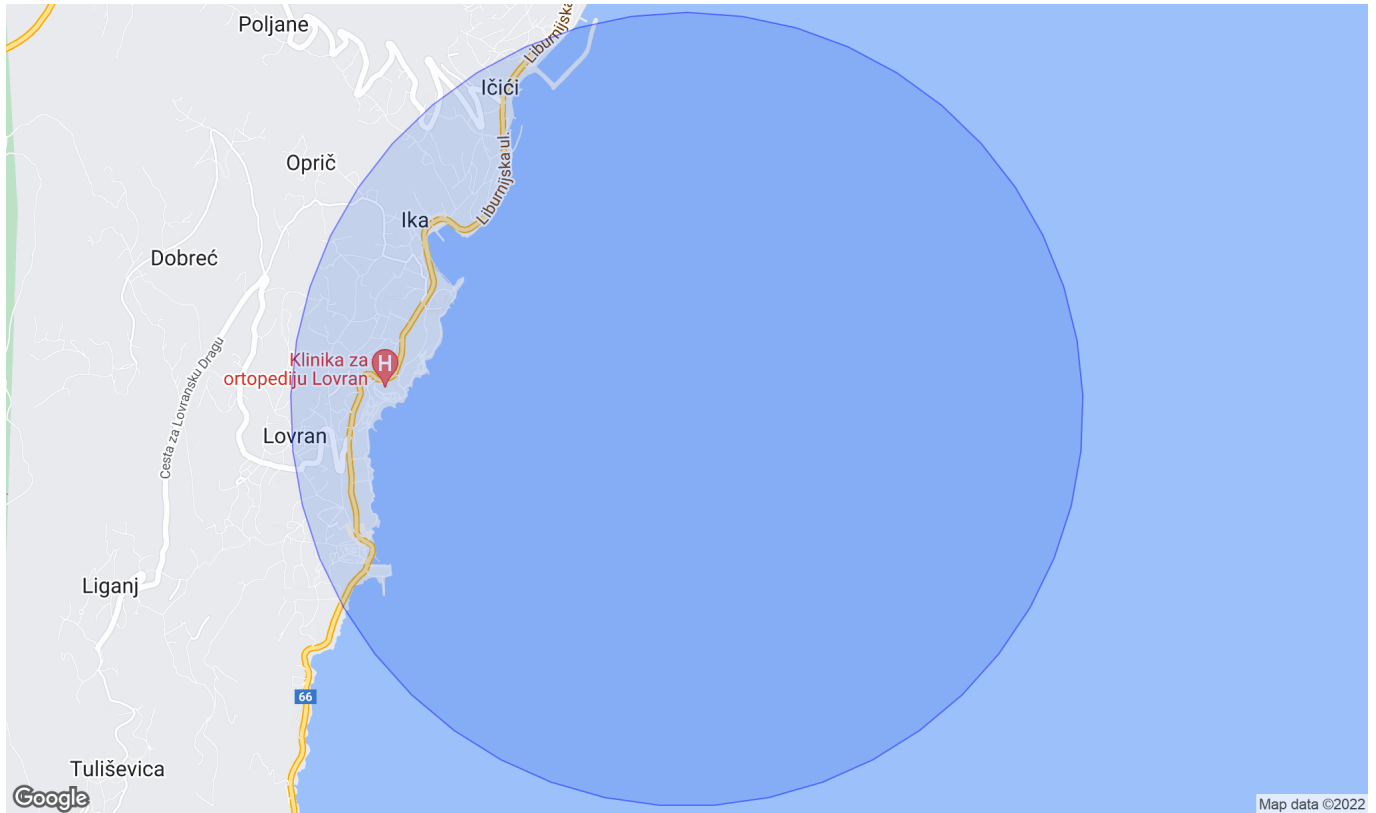 Poljane
Liburnijska
Ičići
Liburnijska ul.
Oprič
Ika
Dobreć
Cesta za Lovransku Dragu
Klinika za
ortopediju Lovran
H
Lovran
Liganj
66
Tuliševica
Google
Map data ©2022